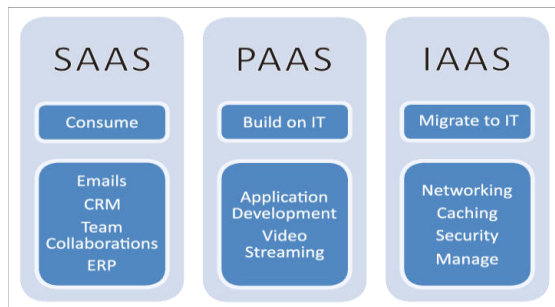 SAAS
Consume
Emails
CRM
Team
Collaborations
ERP
PAAS
Build on IT
Application
Development
Video
Streaming
IAAS
Migrate to IT
Networking
Caching
Security
Manage